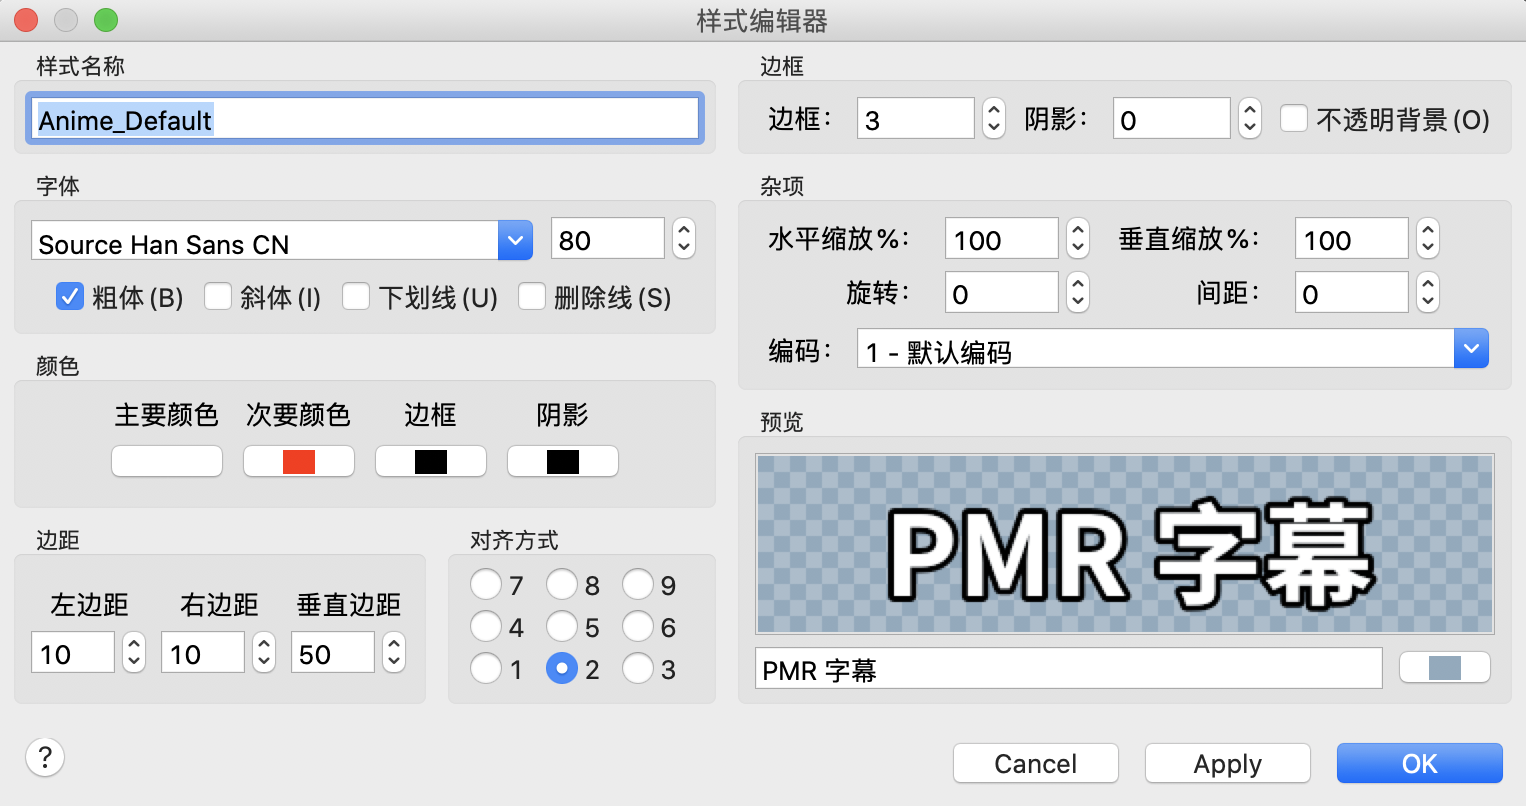 样式编辑器
样式名称
Anime_Default
字体
Source Han Sans CN 80
粗体(B) 斜体(I) 下划线(U) 删除线(S)
颜色
主要颜色 次要颜色 边框 阴影
边距
左边距 右边距 垂直边距
10 10 50
对齐方式
7 8 9
4 5 6
1 2 3
边框
边框: 3 阴影: 0 不透明背景(O)
杂项
水平缩放%: 100 垂直缩放%: 100
旋转: 0 间距: 0
编码: 1 - 默认编码
预览
PMR 字幕
PMR 字幕
?
Cancel Apply OK